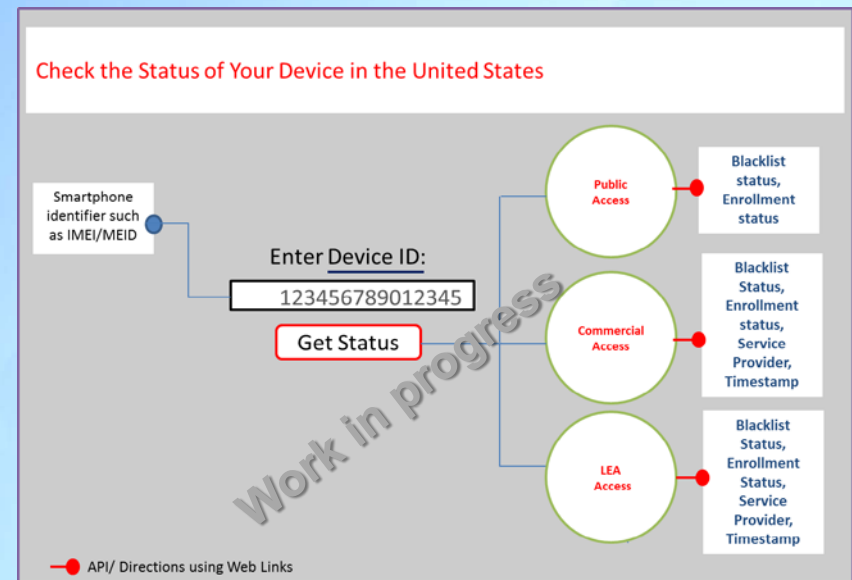 Check the Status of Your Device in the United States
Smartphone
identifier such
as IMEI/MEID
Enter Device ID:
123456789012345
Get Status
Public
Access
Blacklist
status,
Enrollment
status
Commercial
Access
Blacklist
Status,
Enrollment
status,
Service
Provider,
Timestamp
LEA
Access
Blacklist
Status,
Enrollment
Status,
Service
Provider,
Timestamp
Work in progress
API/ Directions using Web Links